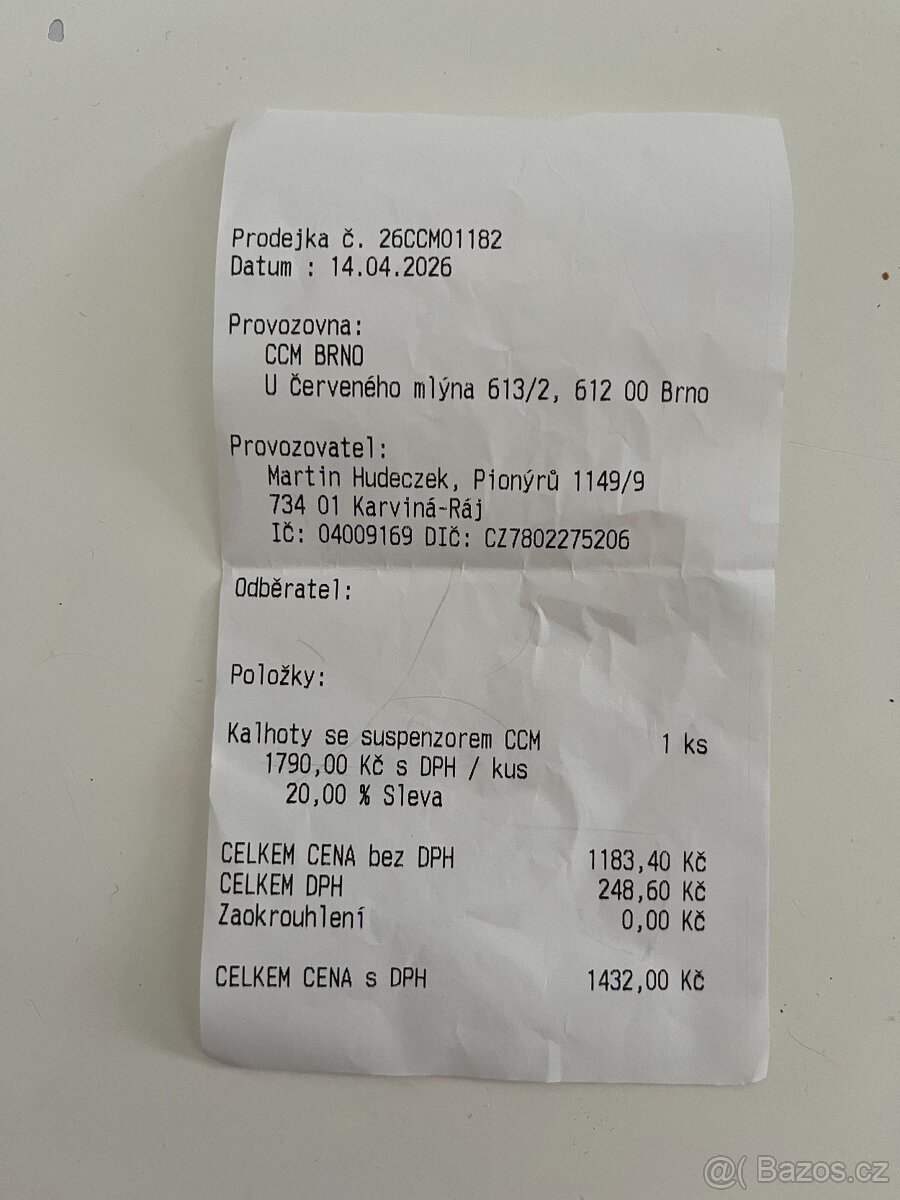 Prodejka č. 26CCM01182
Datum : 14.04.2026
Provozovna:
CCM BRNO
U Červeného mlýna 613/2, 612 00 Brno
Provozovatel:
Martin Hudeczek, Pionýrů 1149/9
734 01 Karviná-Ráj
IČ: 04009169 DIČ: CZ7802275206
Odběratel:
Položky:
Kalhoty se suspenzorem CCM 1 ks
1790,00 Kč s DPH / kus
20,00 % Sleva
CELKEM CENA bez DPH 1183,40 Kč
CELKEM DPH 248,60 Kč
Zaokrouhlení 0,00 Kč
CELKEM CENA s DPH 1432,00 Kč
@( Bazos.cz